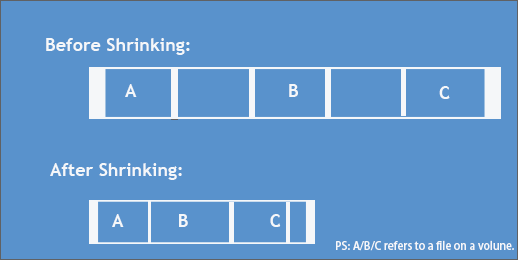 Before Shrinking:
A B C
After Shrinking:
A B C
PS: A/B/C refers to a file on a volune.